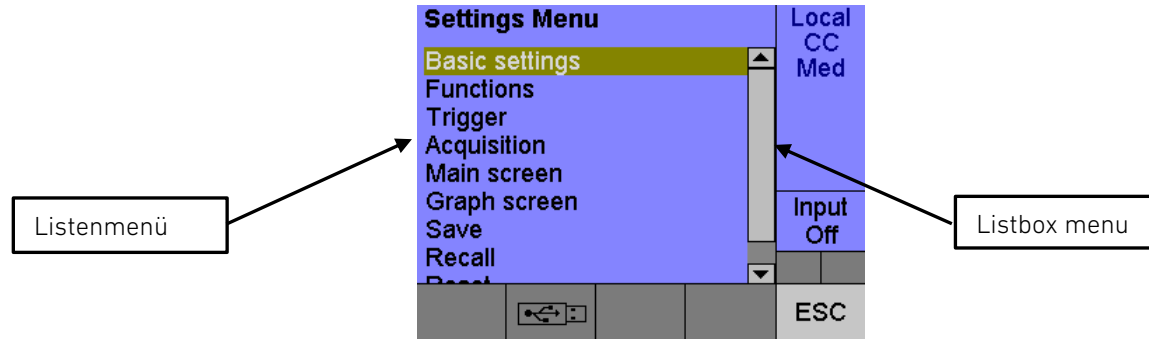 Settings Menu
Basic settings
Functions
Trigger
Acquisition
Main screen
Graph screen
Save
Recall
Reset
Local
CC
Med
Input
Off
ESC
Listenmenü
Listbox menu